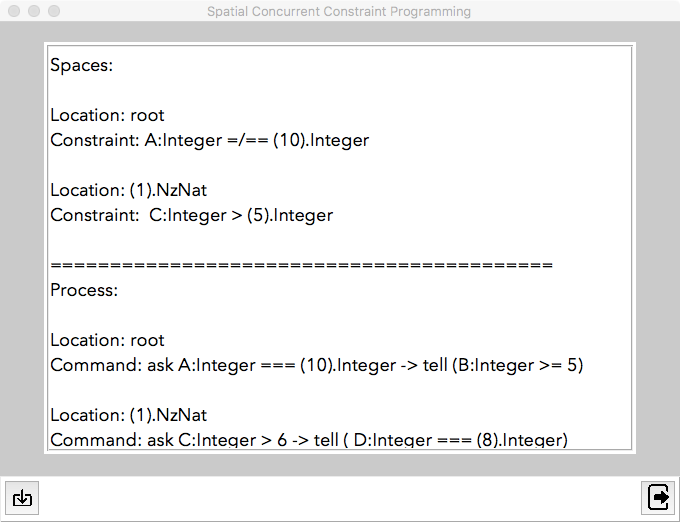 Spatial Concurrent Constraint Programming
Spaces:
Location: root
Constraint: A:Integer =/== (10).Integer
Location: (1).NzNat
Constraint:  C:Integer > (5).Integer
==========================================
Process:
Location: root
Command: ask A:Integer === (10).Integer -> tell (B:Integer >= 5)
Location: (1).NzNat
Command: ask C:Integer > 6 -> tell ( D:Integer === (8).Integer)